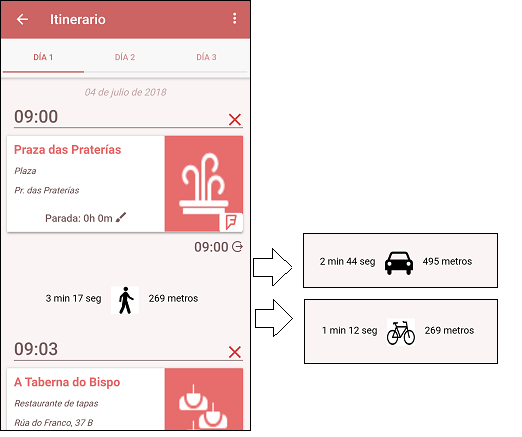 Itinerario
DÍA 1 DÍA 2 DÍA 3
04 de julio de 2018
09:00
Praza das Praterías
Plaza
Pr. das Praterias
Parada: 0h 0m
09:00
3 min 17 seg 269 metros
2 min 44 seg 495 metros
1 min 12 seg 269 metros
09:03
A Taberna do Bispo
Restaurante de tapas
Rúa do Franco, 37 B